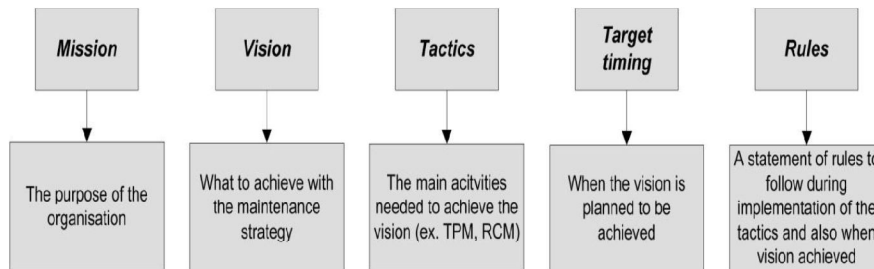 Mission
Vision
Tactics
Target
timing
Rules
The purpose of the
organisation
What to achieve with
the maintenance
strategy
The main acitvities
needed to achieve the
vision (ex. TPM, RCM)
When the vision is
planned to be
achieved
A statement of rules to
follow during
implementation of the
tactics and also when
vision achieved